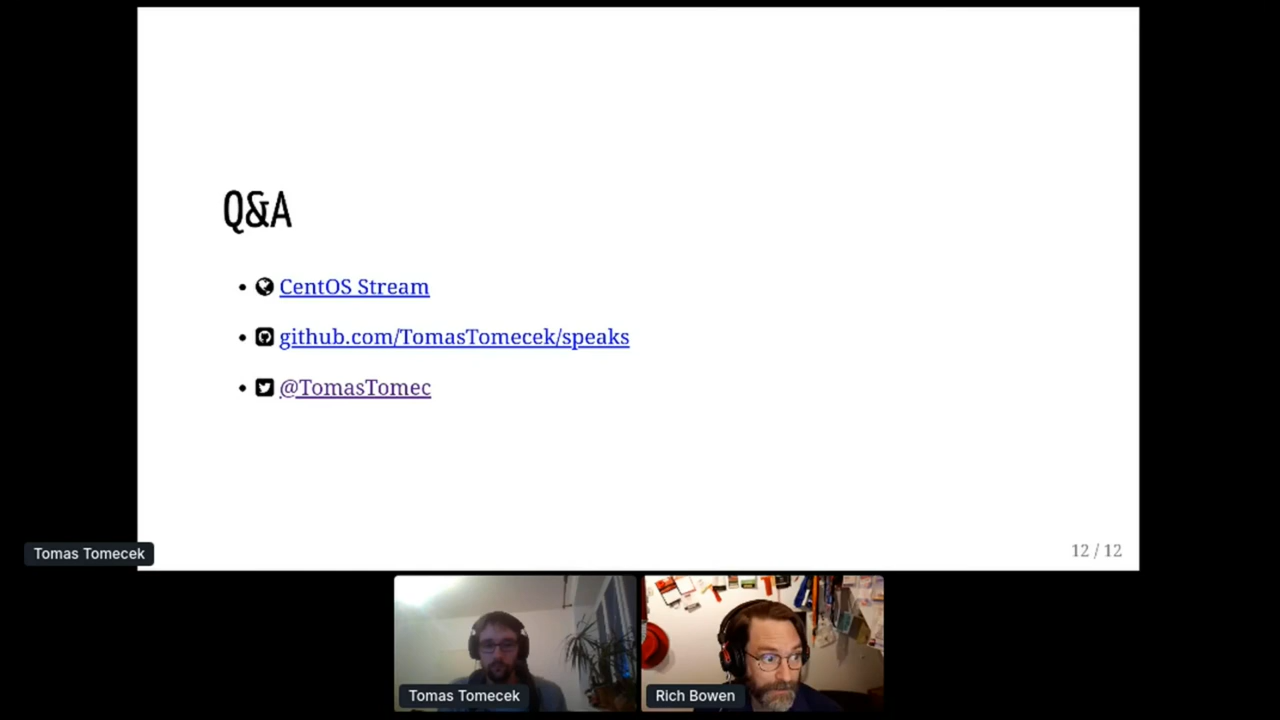 Q&A
CentOS Stream
github.com/TomasTomecek/speaks
@TomasTomec
12 / 12
Tomas Tomecek
Tomas Tomecek
Rich Bowen